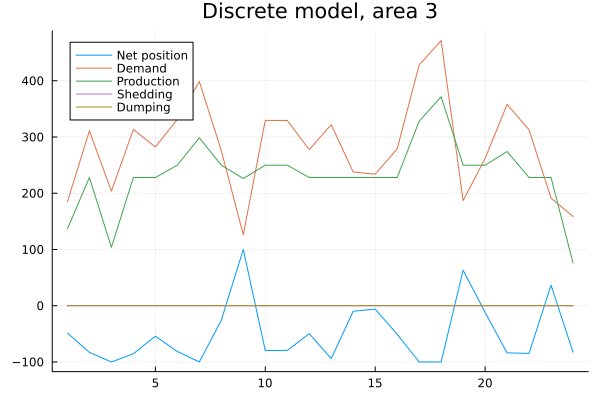 Discrete model, area 3
Net position
Demand
Production
Shedding
Dumping
400
300
200
100
0
−100
5
10
15
20